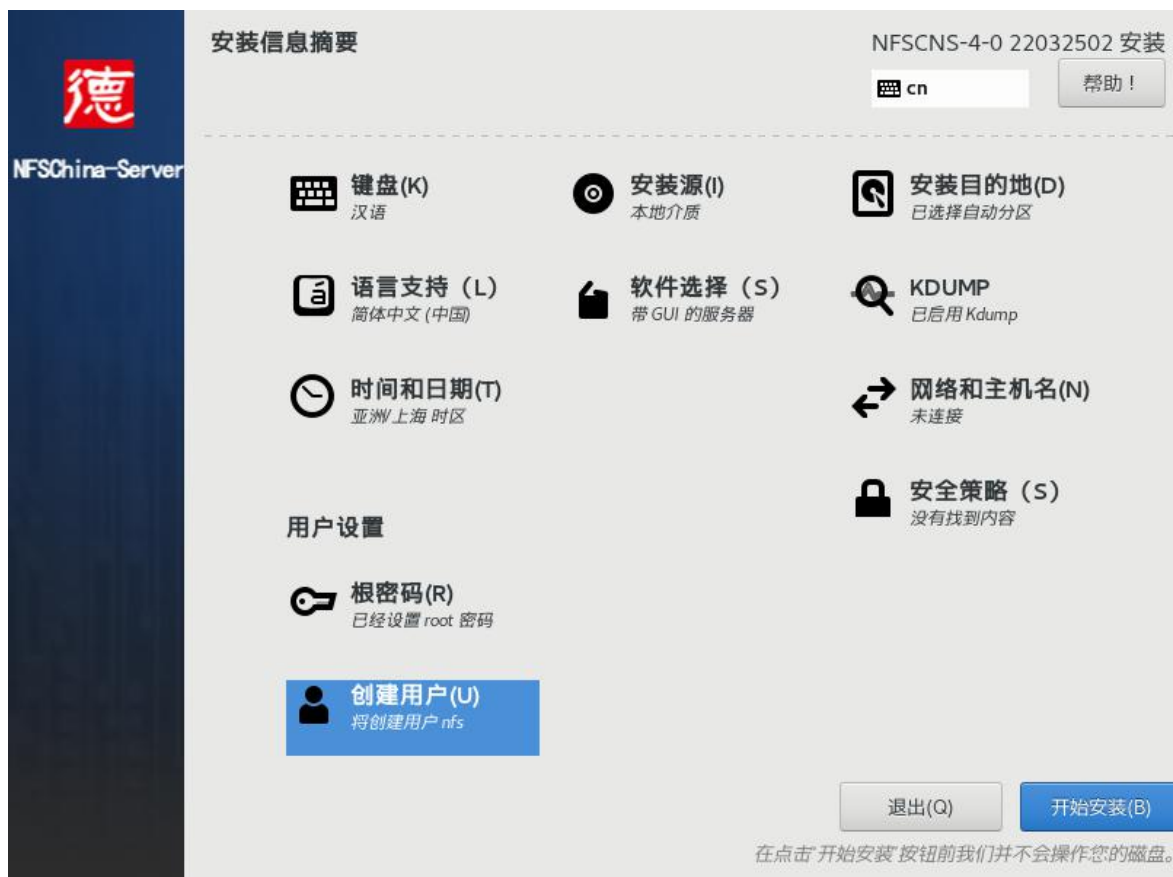 安装信息摘要
NFSCNS-4-0 22032502 安装
cn
帮助！
德
NFSChina-Server
键盘(K)
汉语
安装源(I)
本地介质
安装目的地(D)
已选择自动分区
语言支持（L）
简体中文 (中国)
软件选择（S）
带 GUI 的服务器
KDUMP
已启用 Kdump
时间和日期(T)
亚洲/上海 时区
网络和主机名(N)
未连接
安全策略（S）
没有找到内容
用户设置
根密码(R)
已经设置 root 密码
创建用户(U)
将创建用户 nfs
退出(Q)
开始安装(B)
在点击'开始安装'按钮前我们并不会操作您的磁盘。